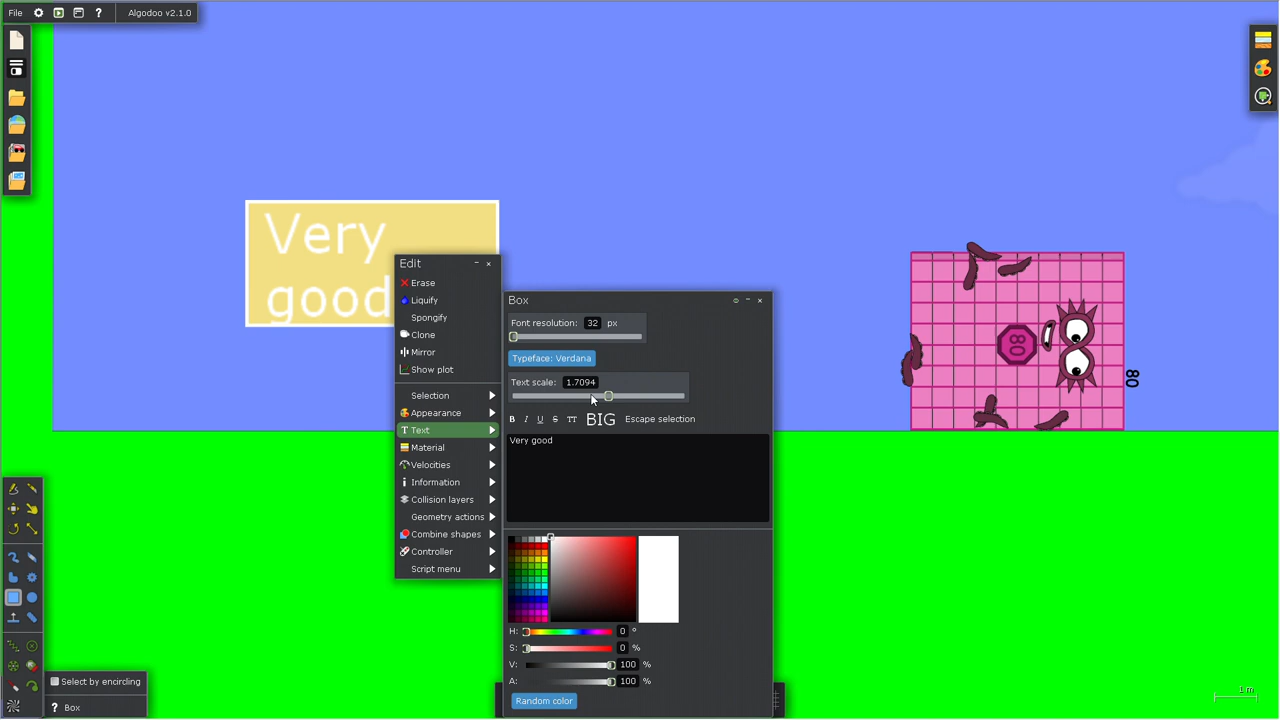 File
?
Algodoo v2.1.0
Very
good
Edit
Erase
Liquify
Spongify
Clone
Mirror
Show plot
Selection
Appearance
T Text
Material
Velocities
Information
Collision layers
Geometry actions
Combine shapes
Controller
Script menu
Box
Font resolution: 32 px
Typeface: Verdana
Text scale: 1.7094
B I U S TT BIG Escape selection
Very good
H: 0 °
S: 0 %
V: 100 %
A: 100 %
Random color
80
80
Select by encircling
? Box
1 m